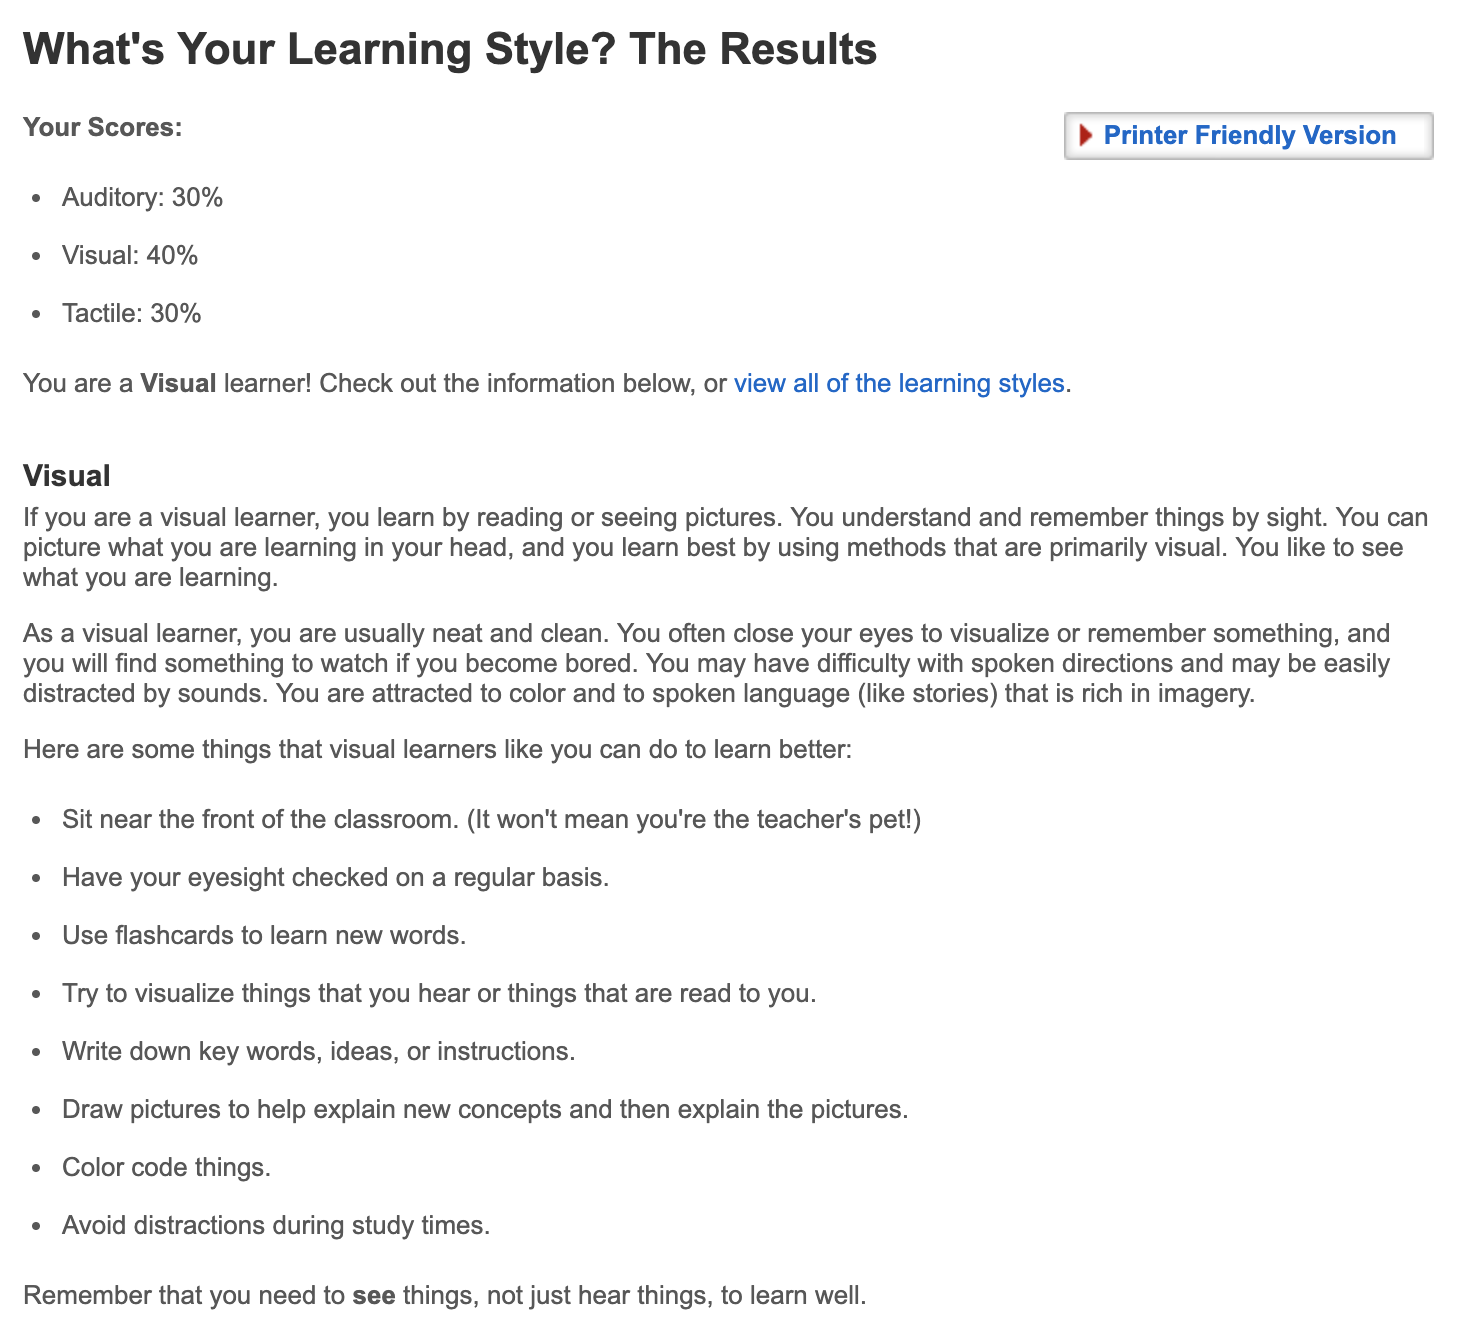 What's Your Learning Style? The Results
Your Scores:
Printer Friendly Version
• Auditory: 30%
• Visual: 40%
• Tactile: 30%
You are a Visual learner! Check out the information below, or view all of the learning styles.
Visual
If you are a visual learner, you learn by reading or seeing pictures. You understand and remember things by sight. You can
picture what you are learning in your head, and you learn best by using methods that are primarily visual. You like to see
what you are learning.
As a visual learner, you are usually neat and clean. You often close your eyes to visualize or remember something, and
you will find something to watch if you become bored. You may have difficulty with spoken directions and may be easily
distracted by sounds. You are attracted to color and to spoken language (like stories) that is rich in imagery.
Here are some things that visual learners like you can do to learn better:
• Sit near the front of the classroom. (It won't mean you're the teacher's pet!)
• Have your eyesight checked on a regular basis.
• Use flashcards to learn new words.
• Try to visualize things that you hear or things that are read to you.
• Write down key words, ideas, or instructions.
• Draw pictures to help explain new concepts and then explain the pictures.
• Color code things.
• Avoid distractions during study times.
Remember that you need to see things, not just hear things, to learn well.